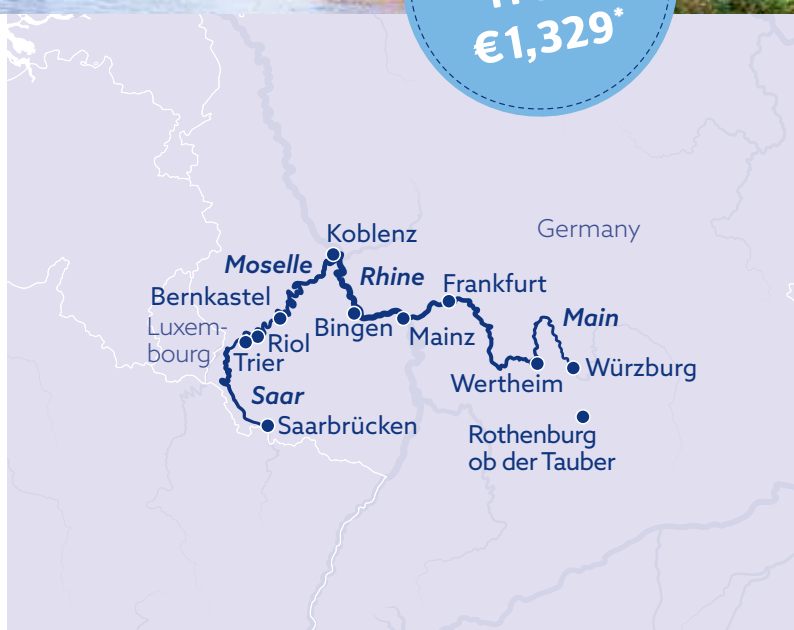 €1,329*
Koblenz
Germany
Moselle
Rhine
Frankfurt
Bernkastel
Main
Luxem-
bourg
Riol
Bingen
Mainz
Trier
Wertheim
Würzburg
Saar
Saarbrücken
Rothenburg
ob der Tauber